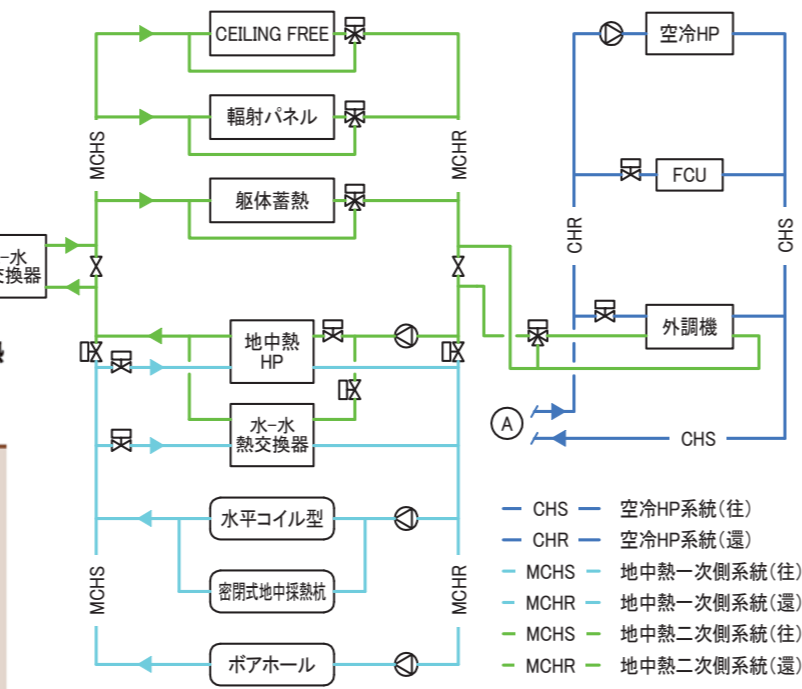 CEILING FREE
輻射パネル
躯体蓄熱
MCHS
MCHR
-水
交換器
地中熱
HP
水-水
熱交換器
水平コイル型
密閉式地中採熱杭
ボアホール
MCHS
MCHR
空冷HP
FCU
外調機
CHR
CHS
A
CHS
CHS 空冷HP系統(往)
CHR 空冷HP系統(還)
MCHS 地中熱一次側系統(往)
MCHR 地中熱一次側系統(還)
MCHS 地中熱二次側系統(往)
MCHR 地中熱二次側系統(還)